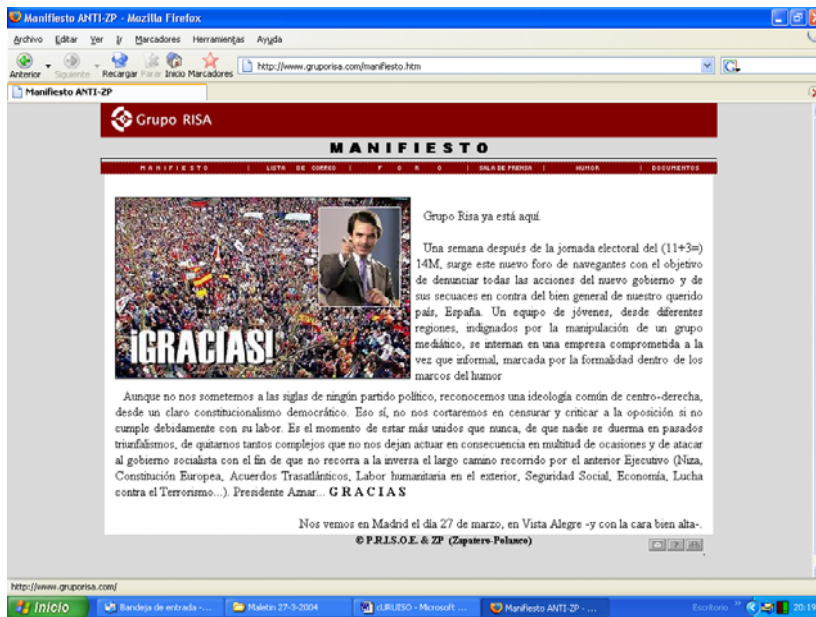 Manifiesto ANTI-ZP - Mozilla Firefox
Archivo Editar Ver Ir Marcadores Herramientas Ayuda
Anterior Siguiente Recargar Parar Inicio Marcadores http://www.gruporisa.com/manifiesto.htm
Manifiesto ANTI-ZP
Grupo RISA
MANIFIESTO
MANIFIESTO | LISTA DE CORREO | FORO | SALA DE PRENSA | HUMOR | DOCUMENTOS
¡GRACIAS!
Grupo Risa ya está aquí.
Una semana después de la jornada electoral del (11+3=)
14M, surge este nuevo foro de navegantes con el objetivo
de denunciar todas las acciones del nuevo gobierno y de
sus secuaces en contra del bien general de nuestro querido
país, España. Un equipo de jóvenes, desde diferentes
regiones, indignados por la manipulación de un grupo
mediático, se internan en una empresa comprometida a la
vez que informal, marcada por la formalidad dentro de los
marcos del humor
Aunque no nos sometemos a las siglas de ningún partido político, reconocemos una ideología común de centro-derecha,
desde un claro constitucionalismo democrático. Eso sí, no nos cortaremos en censurar y criticar a la oposición si no
cumple debidamente con su labor. Es el momento de estar más unidos que nunca, de que nadie se duerma en pasados
triunfalismos, de quitarnos tantos complejos que no nos dejan actuar en consecuencia en multitud de ocasiones y de atacar
al gobierno socialista con el fin de que no recorra a la inversa el largo camino recorrido por el anterior Ejecutivo (Niza,
Constitución Europea, Acuerdos Trasatlánticos, Labor humanitaria en el exterior, Seguridad Social, Economía, Lucha
contra el Terrorismo...). Presidente Aznar... G R A C I A S
Nos vemos en Madrid el día 27 de marzo, en Vista Alegre -y con la cara bien alta-.
© P.R.I.S.O.E. & ZP (Zapatero-Polanco)
http://www.gruporisa.com/
Inicio Bandeja de entrada -... Maletin 27-3-2004 cURUISO - Microsoft ... Manifiesto ANTI-ZP - ... Escritorio 20:19